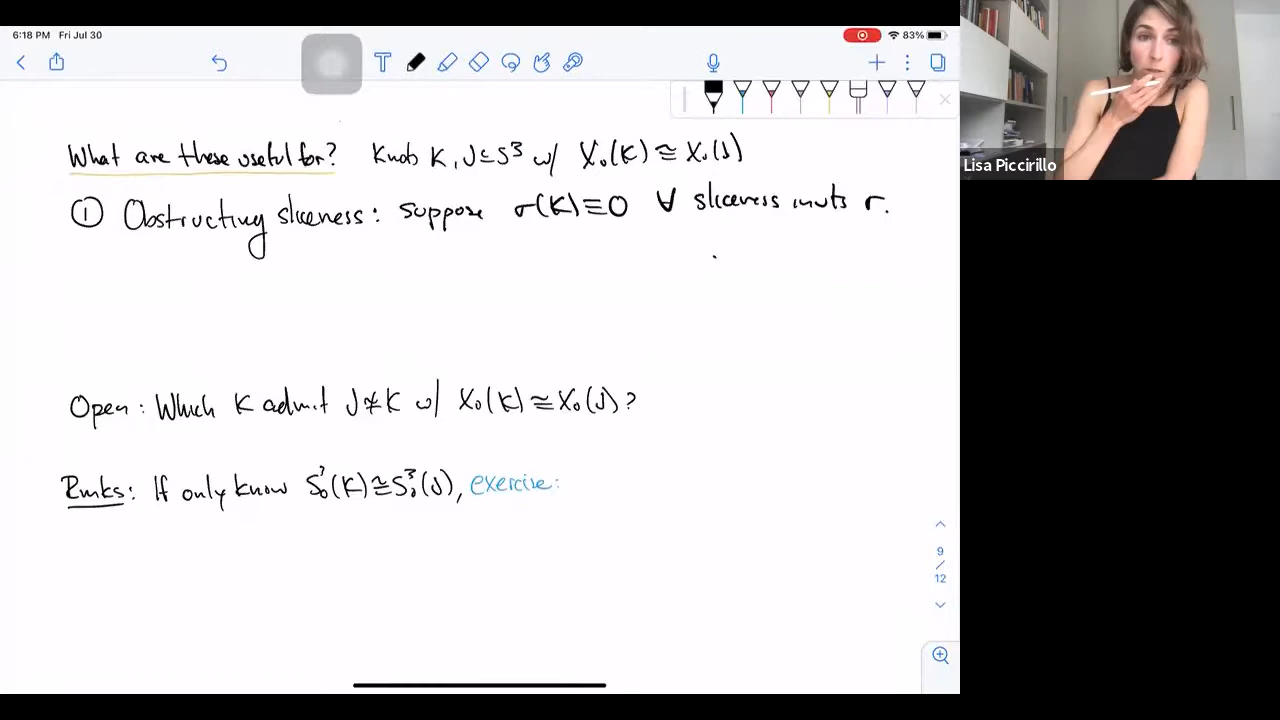 6:18 PM Fri Jul 30
83%
What are these useful for? Knots K, J ⊆ S³ w/ X₀(K) ≅ X₀(J)
① Obstructing sliceness: suppose σ(K) ≡ 0 ∀ sliceness invts σ.
Open: Which K admit J ≄ K w/ X₀(K) ≅ X₀(J)?
Rmks: If only know S³₀(K) ≅ S³₀(J), exercise:
9
/
12
Lisa Piccirillo